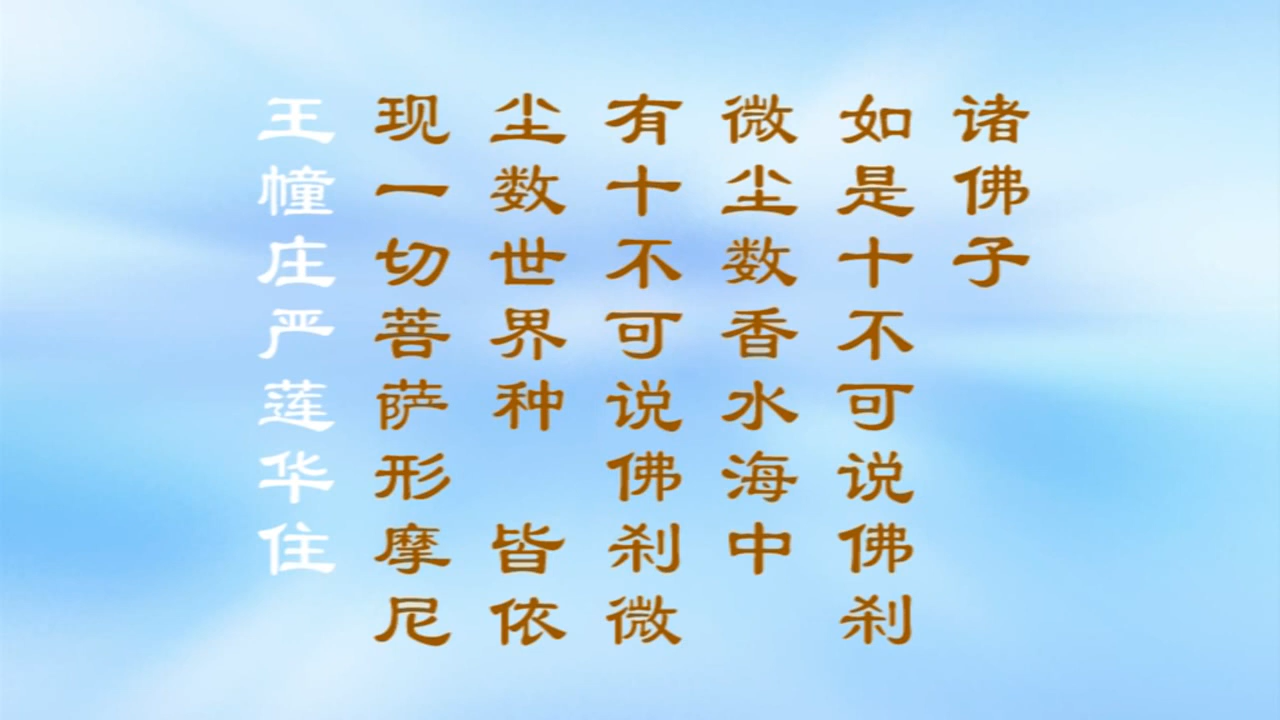 诸佛子
如是十不可说佛刹
微尘数香水海中
有十不可说佛刹微
尘数世界种 皆依
现一切菩萨形摩尼
王幢庄严莲华住